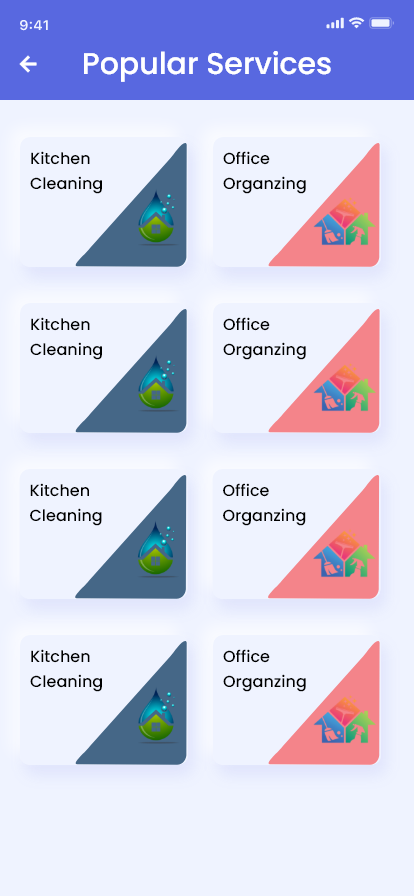 9:41
Popular Services
Kitchen
Cleaning
Office
Organzing
Kitchen
Cleaning
Office
Organzing
Kitchen
Cleaning
Office
Organzing
Kitchen
Cleaning
Office
Organzing